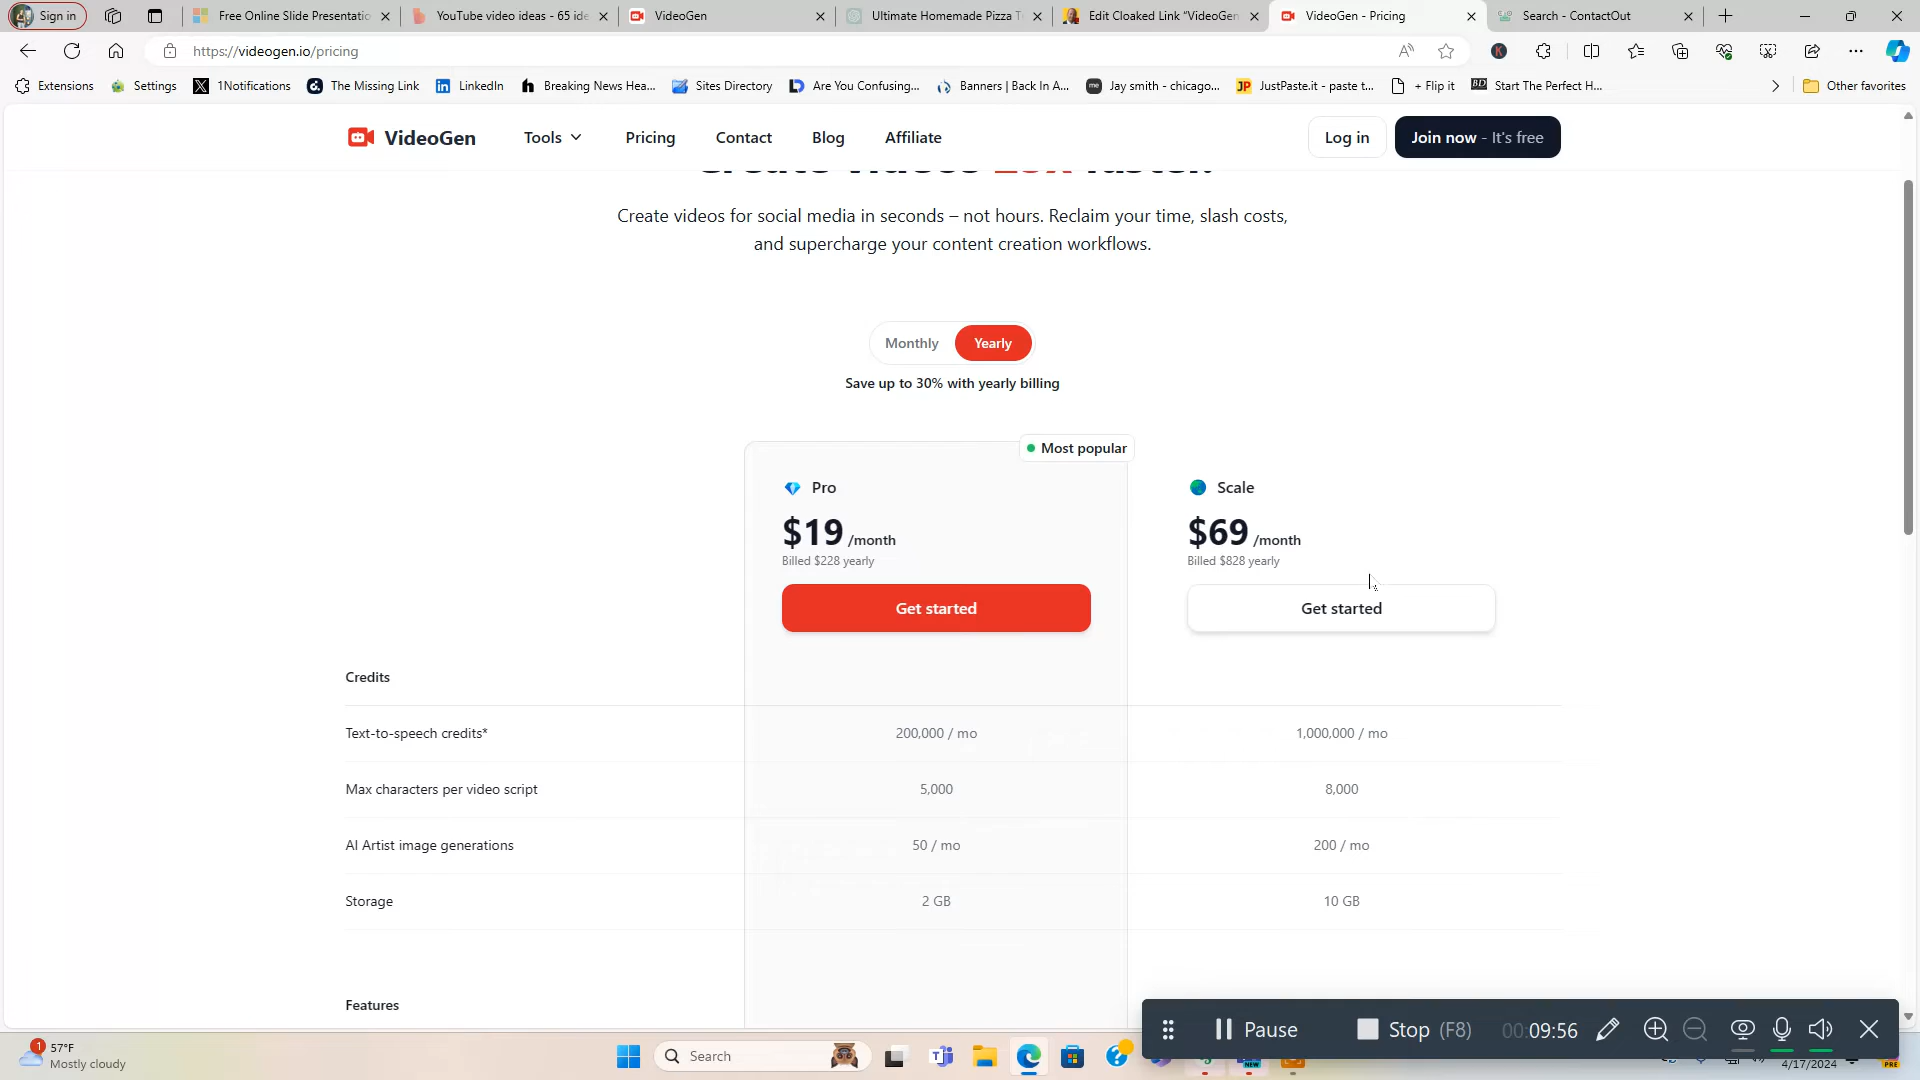 Sign in
Free Online Slide Presentatio
YouTube video ideas - 65 ide
VideoGen
Ultimate Homemade Pizza T
Edit Cloaked Link "VideoGen
VideoGen - Pricing
Search - ContactOut
https://videogen.io/pricing
Extensions
Settings
1Notifications
The Missing Link
LinkedIn
Breaking News Hea...
Sites Directory
Are You Confusing...
Banners | Back In A...
Jay smith - chicago...
JustPaste.it - paste t...
+ Flip it
Start The Perfect H...
Other favorites
VideoGen
Tools
Pricing
Contact
Blog
Affiliate
Log in
Join now - It's free
Create videos for social media in seconds – not hours. Reclaim your time, slash costs,
and supercharge your content creation workflows.
Monthly
Yearly
Save up to 30% with yearly billing
Most popular
Pro
Scale
$19 /month
$69 /month
Billed $228 yearly
Billed $828 yearly
Get started
Get started
Credits
Text-to-speech credits*
200,000 / mo
1,000,000 / mo
Max characters per video script
5,000
8,000
AI Artist image generations
50 / mo
200 / mo
Storage
2 GB
10 GB
Features
Pause
Stop (F8)
00:09:56
1
57°F
Mostly cloudy
Search
4/17/2024